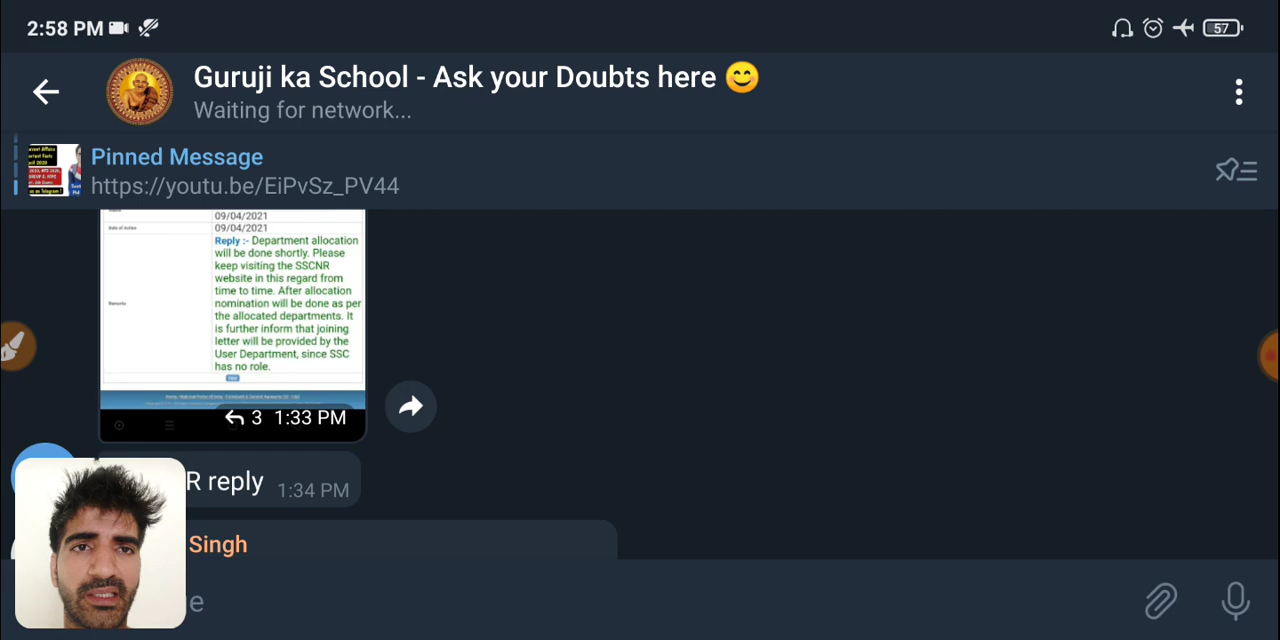 2:58 PM
57
Guruji ka School - Ask your Doubts here 😊
Waiting for network...
Pinned Message
https://youtu.be/EiPvSz_PV44
09/04/2021
Date of Action 09/04/2021
Reply :- Department allocation
will be done shortly. Please
keep visiting the SSCNR
website in this regard from
time to time. After allocation
Remarks nomination will be done as per
the allocated departments. It
is further inform that joining
letter will be provided by the
User Department, since SSC
has no role.
3 1:33 PM
R reply 1:34 PM
Singh
e